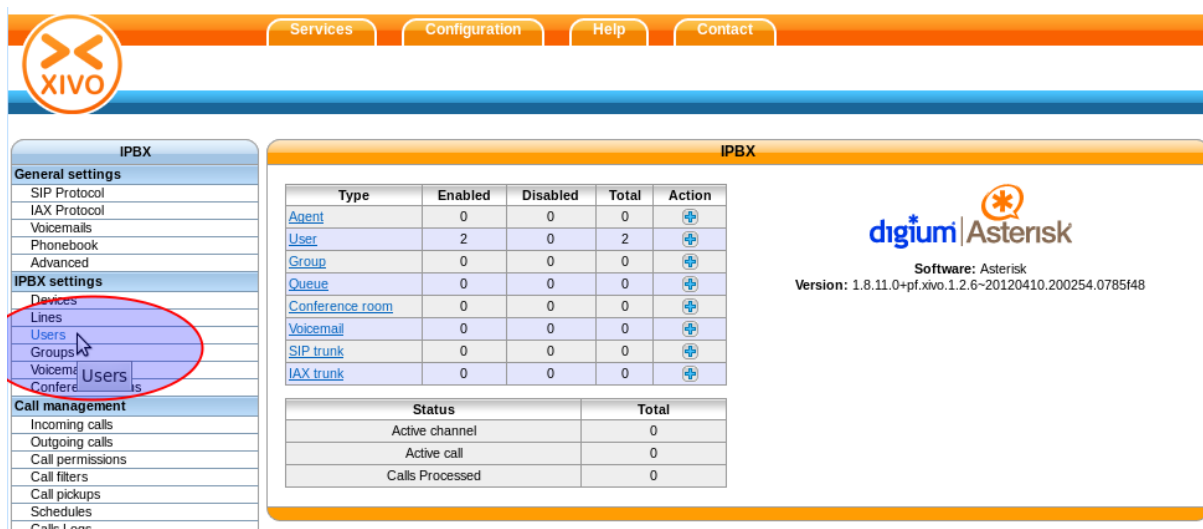 Services Configuration Help Contact
XIVO
IPBX
General settings
SIP Protocol
IAX Protocol
Voicemails
Phonebook
Advanced
IPBX settings
Devices
Lines
Users
Groups
Users
Call management
Incoming calls
Outgoing calls
Call permissions
Call filters
Call pickups
Schedules
Calls Logs
IPBX
Type Enabled Disabled Total Action
Agent 0 0 0
User 2 0 2
Group 0 0 0
Queue 0 0 0
Conference room 0 0 0
Voicemail 0 0 0
SIP trunk 0 0 0
IAX trunk 0 0 0
Status Total
Active channel 0
Active call 0
Calls Processed 0
digium Asterisk
Software: Asterisk
Version: 1.8.11.0+pf.xivo.1.2.6~20120410.200254.0785f48